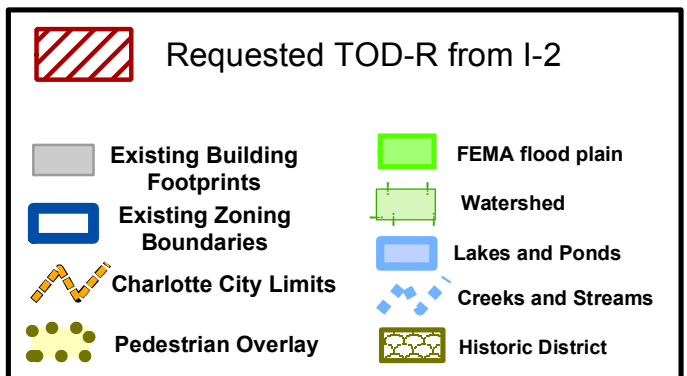 Requested TOD-R from I-2
Existing Building
Footprints
Existing Zoning
Boundaries
Charlotte City Limits
Pedestrian Overlay
FEMA flood plain
Watershed
Lakes and Ponds
Creeks and Streams
Historic District